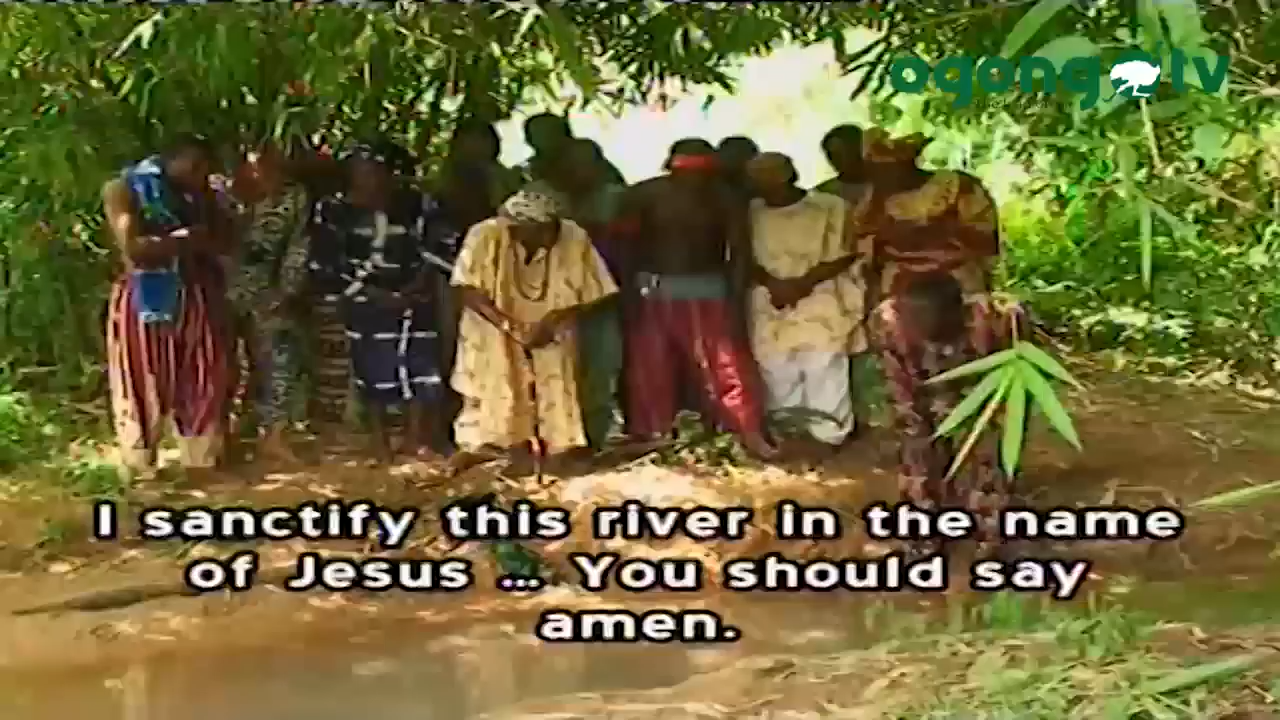 ogongo tv
I sanctify this river in the name
of Jesus ... You should say
amen.